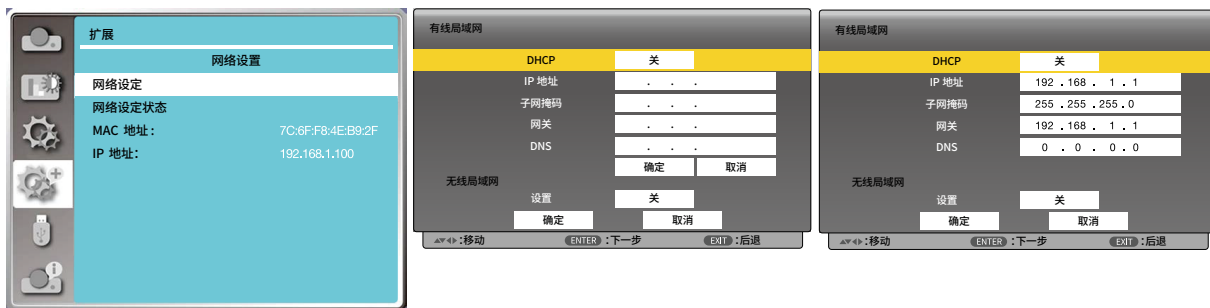 扩展
网络设置
网络设定
网络设定状态
MAC 地址: 7C:6F:F8:4E:B9:2F
IP 地址: 192.168.1.100
有线局域网
DHCP 关
IP 地址 . . .
子网掩码 . . .
网关 . . .
DNS . . .
确定 取消
无线局域网
设置 关
确定 取消
:移动 ENTER :下一步 EXIT :后退
有线局域网
DHCP 关
IP 地址 192 . 168 . 1 . 1
子网掩码 255 . 255 . 255 . 0
网关 192 . 168 . 1 . 1
DNS 0 . 0 . 0 . 0
无线局域网
设置 关
确定 取消
:移动 ENTER :下一步 EXIT :后退